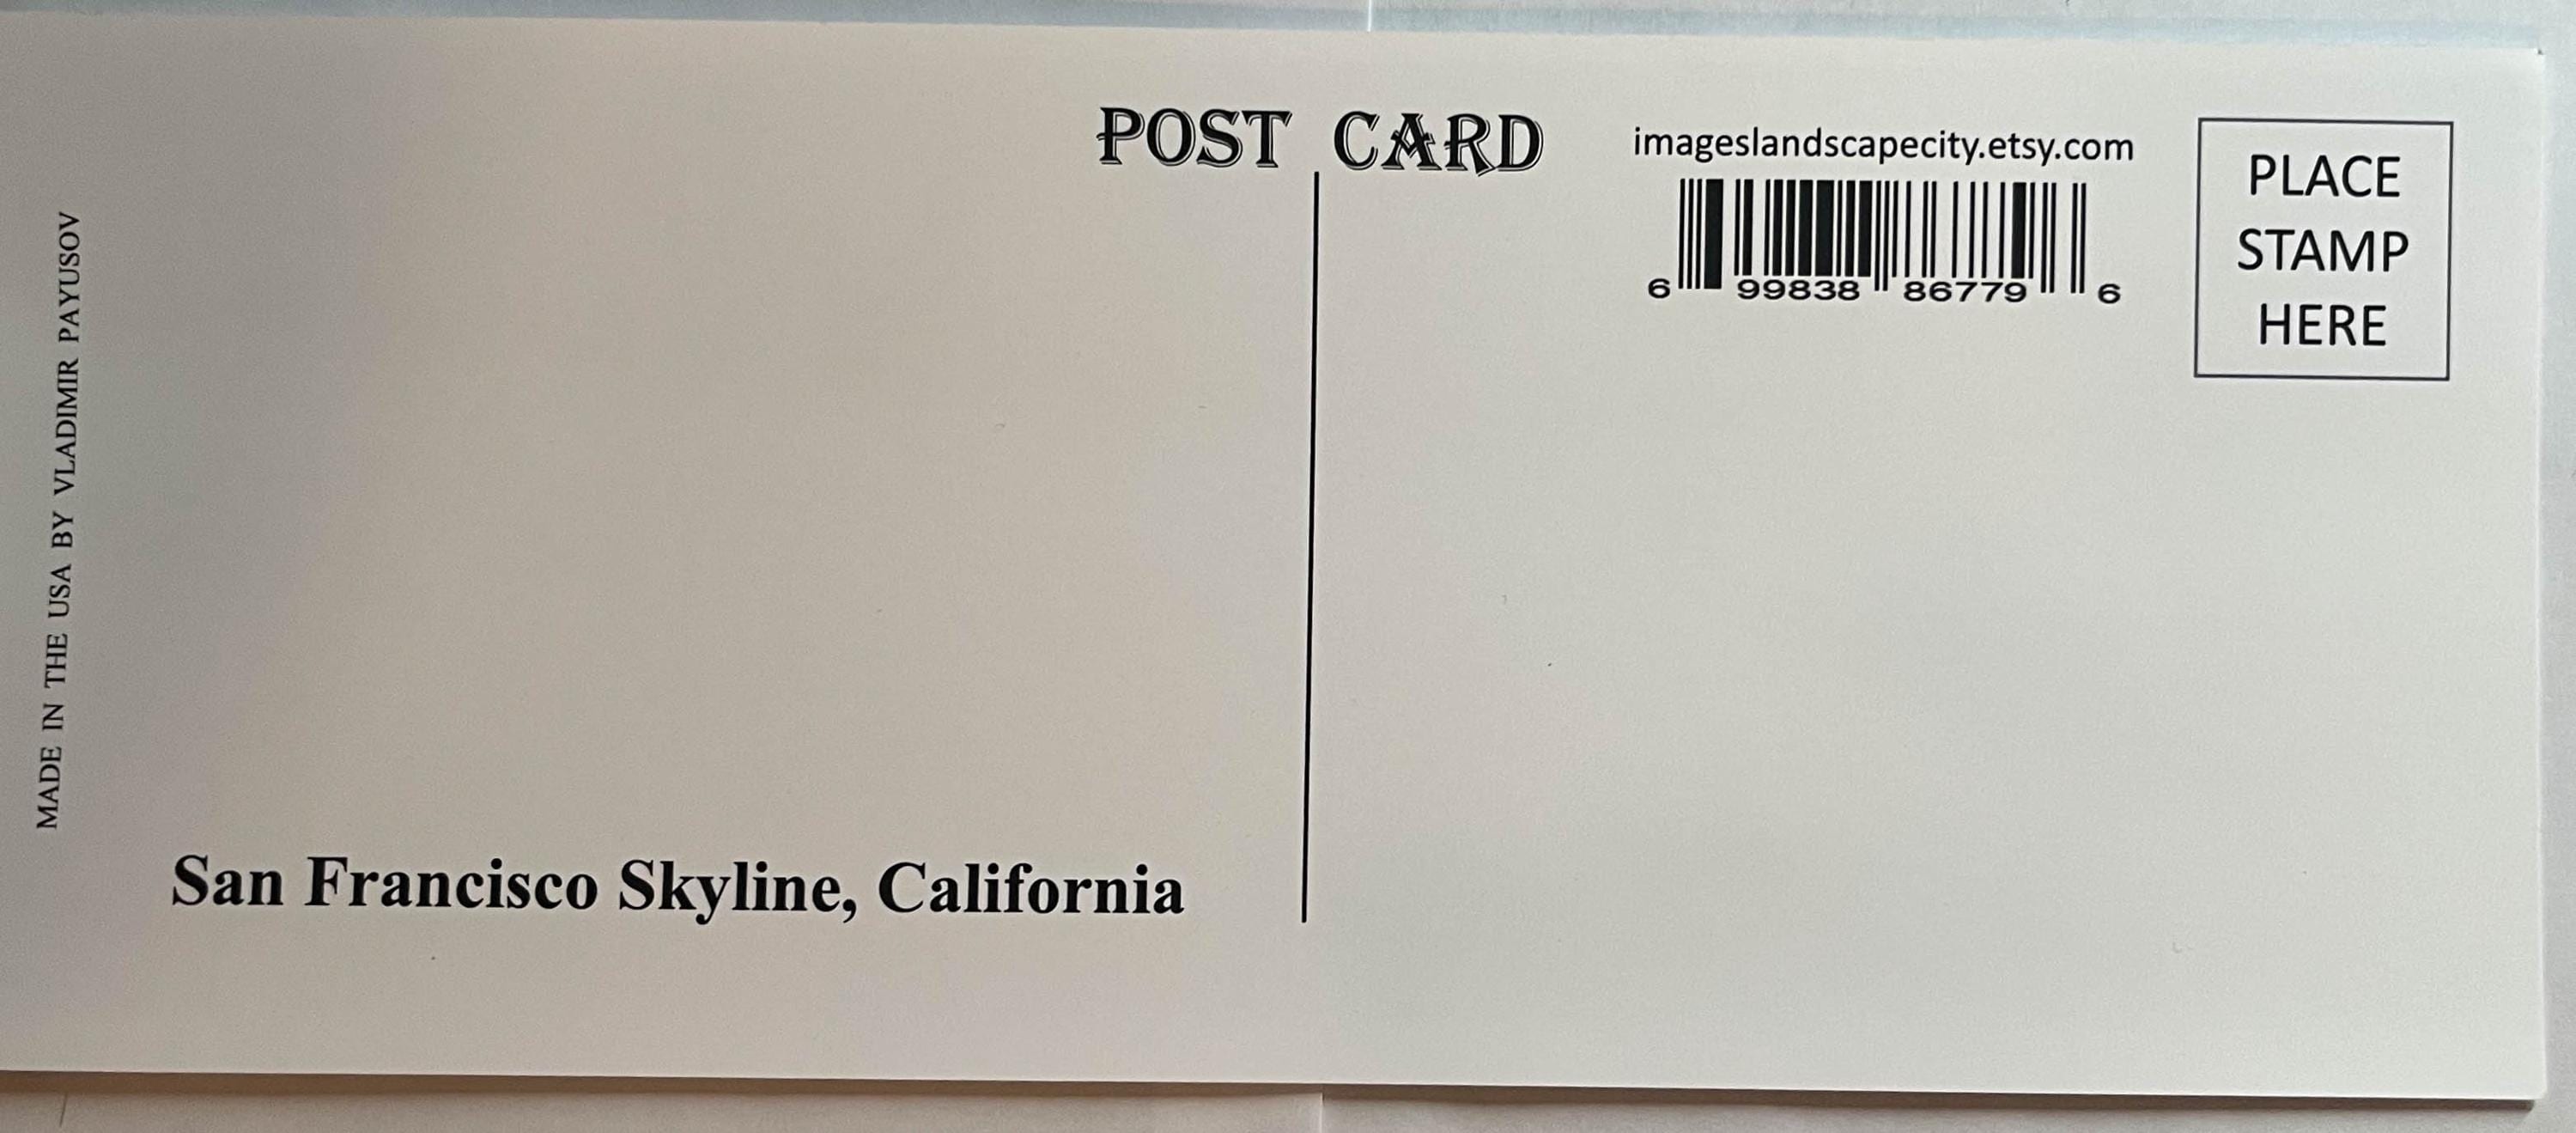 POST CARD
imageslandscapecity.etsy.com
6 99838 86779 6
PLACE
STAMP
HERE
MADE IN THE USA BY VLADIMIR PAYUSOV
San Francisco Skyline, California